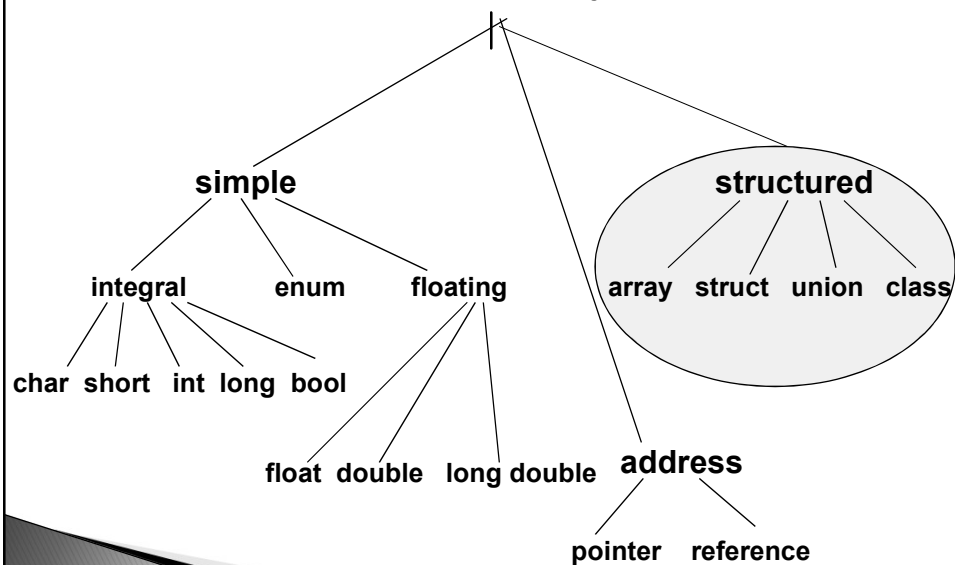 simple structured
integral enum floating array struct union class
char short int long bool
float double long double address
pointer reference